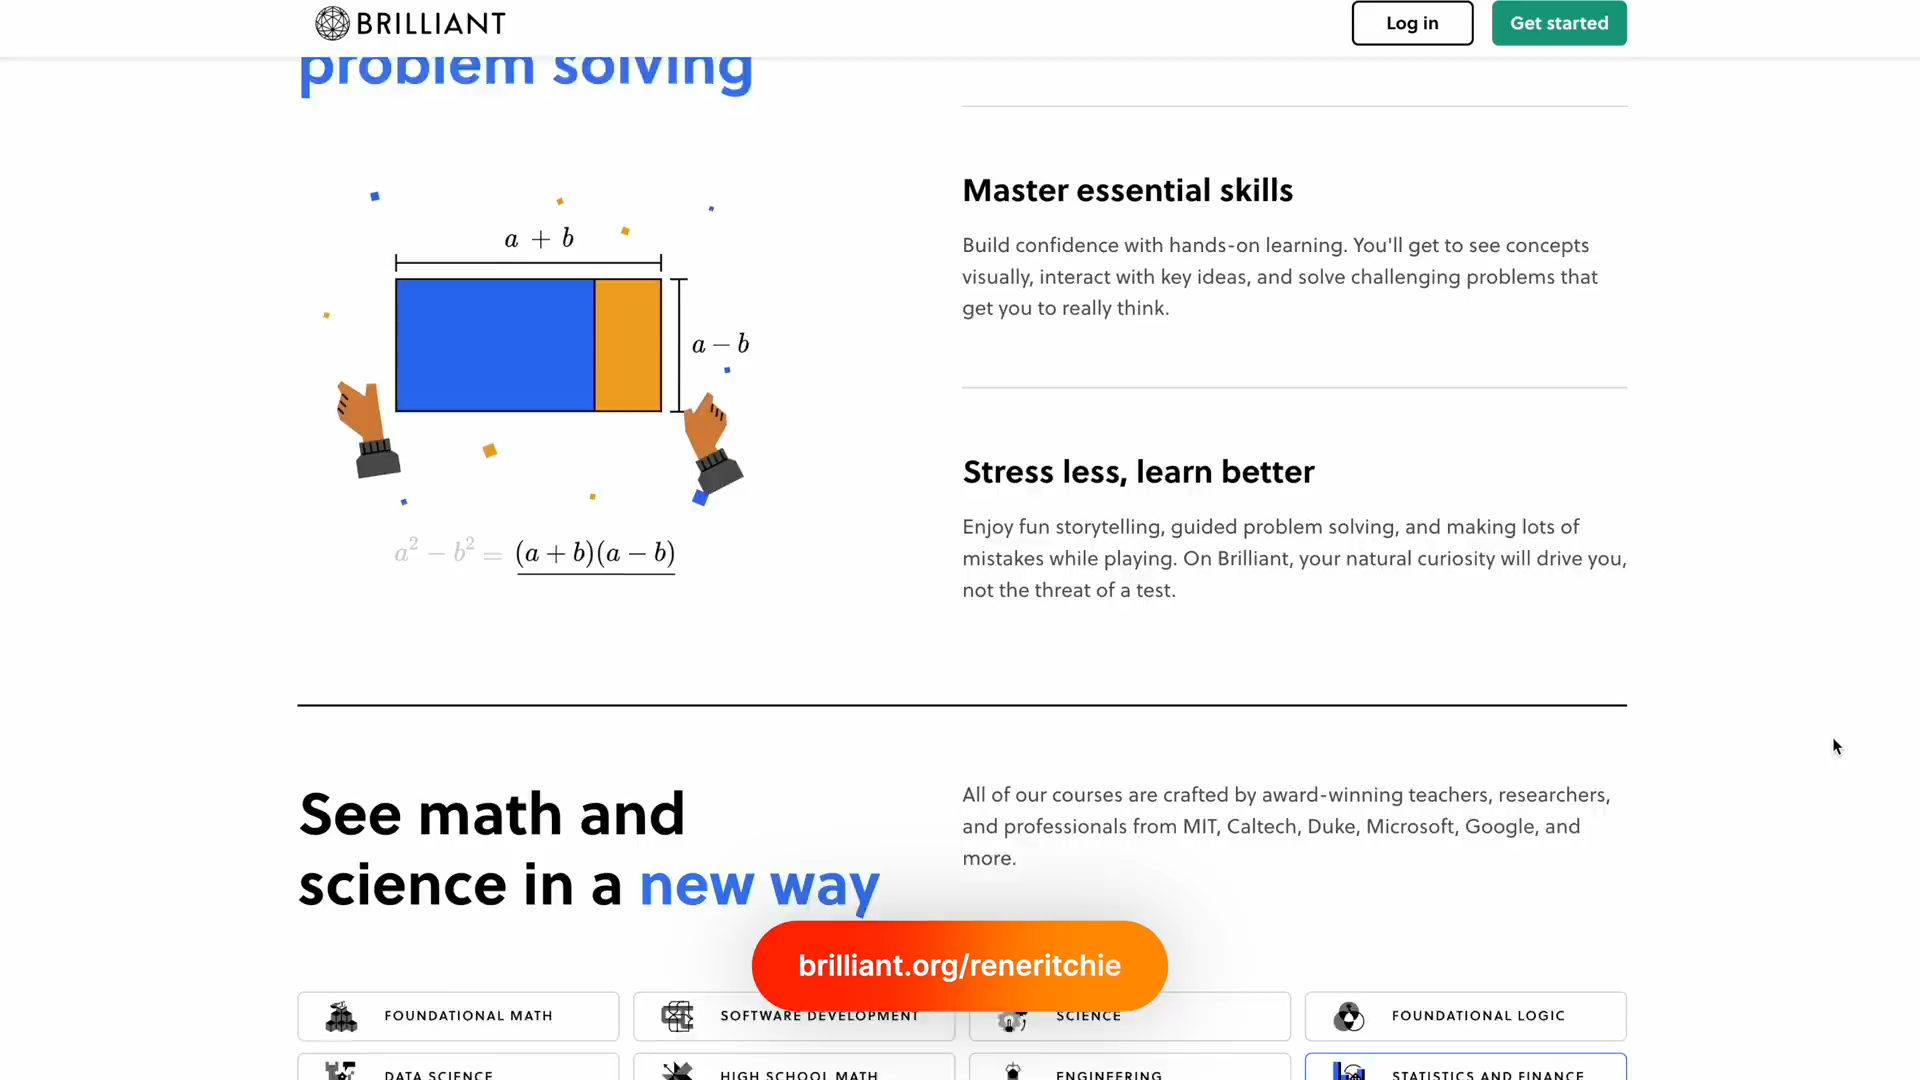 BRILLIANT
Log in
Get started
problem solving
a + b
a − b
a² − b² = (a + b)(a − b)
Master essential skills
Build confidence with hands-on learning. You'll get to see concepts
visually, interact with key ideas, and solve challenging problems that
get you to really think.
Stress less, learn better
Enjoy fun storytelling, guided problem solving, and making lots of
mistakes while playing. On Brilliant, your natural curiosity will drive you,
not the threat of a test.
See math and
science in a new way
All of our courses are crafted by award-winning teachers, researchers,
and professionals from MIT, Caltech, Duke, Microsoft, Google, and
more.
brilliant.org/reneritchie
FOUNDATIONAL MATH
SOFTWARE DEVELOPMENT
SCIENCE
FOUNDATIONAL LOGIC
DATA SCIENCE
HIGH SCHOOL MATH
ENGINEERING
STATISTICS AND FINANCE